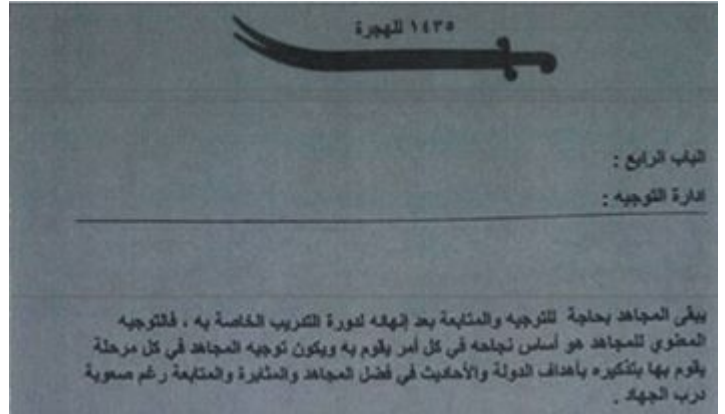 ١٤٣٥ للهجرة
الباب الرابع :
ادارة التوجيه :
يبقى المجاهد بحاجة للتوجيه والمتابعة بعد إنهائه لدورة التدريب الخاصة به ، فالتوجيه
المعنوي للمجاهد هو أساس نجاحه في كل أمر يقوم به ويكون توجيه المجاهد في كل مرحلة
يقوم بها بتذكيره بأهداف الدولة والأحاديث في فضل المجاهد والمثابرة والمتابعة رغم صعوبة
درب الجهاد .